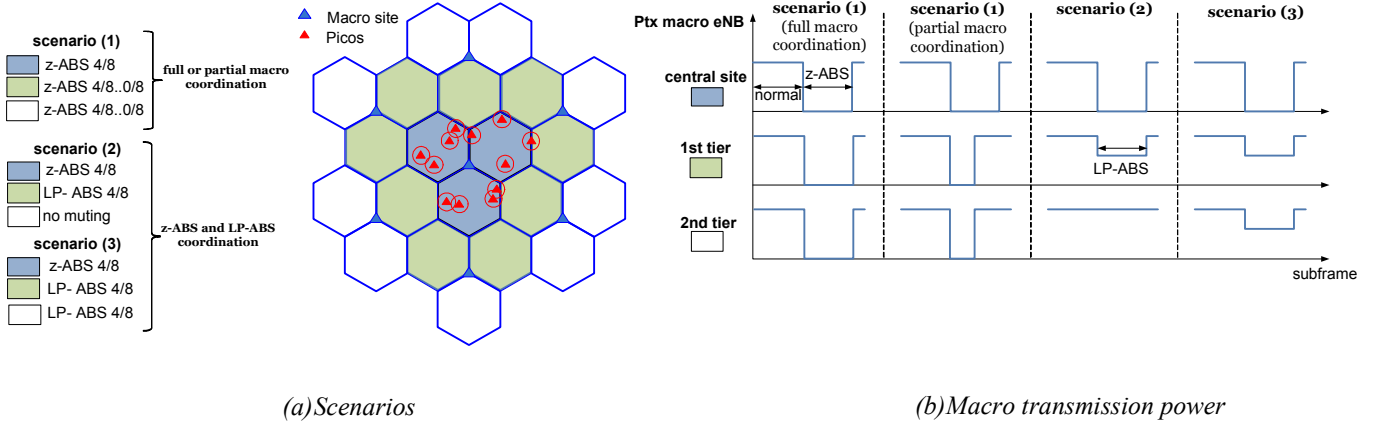 scenario (1)
z-ABS 4/8
z-ABS 4/8..0/8
z-ABS 4/8..0/8
full or partial macro
coordination
scenario (2)
z-ABS 4/8
LP- ABS 4/8
no muting
scenario (3)
z-ABS 4/8
LP- ABS 4/8
LP- ABS 4/8
z-ABS and LP-ABS
coordination
Macro site
Picos
(a)Scenarios
Ptx macro eNB
scenario (1)
(full macro
coordination)
scenario (1)
(partial macro
coordination)
scenario (2)
scenario (3)
central site
normal
z-ABS
1st tier
LP-ABS
2nd tier
subframe
(b)Macro transmission power